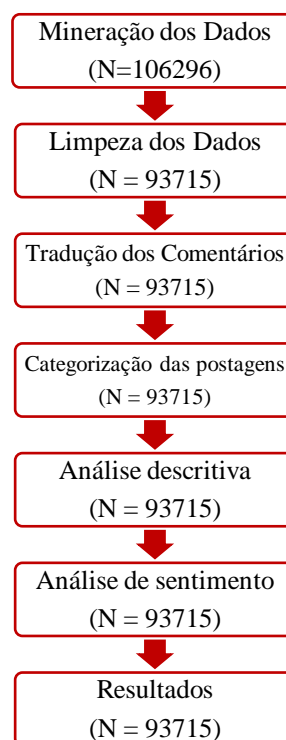 Mineração dos Dados
(N=106296)
Limpeza dos Dados
(N = 93715)
Tradução dos Comentários
(N = 93715)
Categorização das postagens
(N = 93715)
Análise descritiva
(N = 93715)
Análise de sentimento
(N = 93715)
Resultados
(N = 93715)